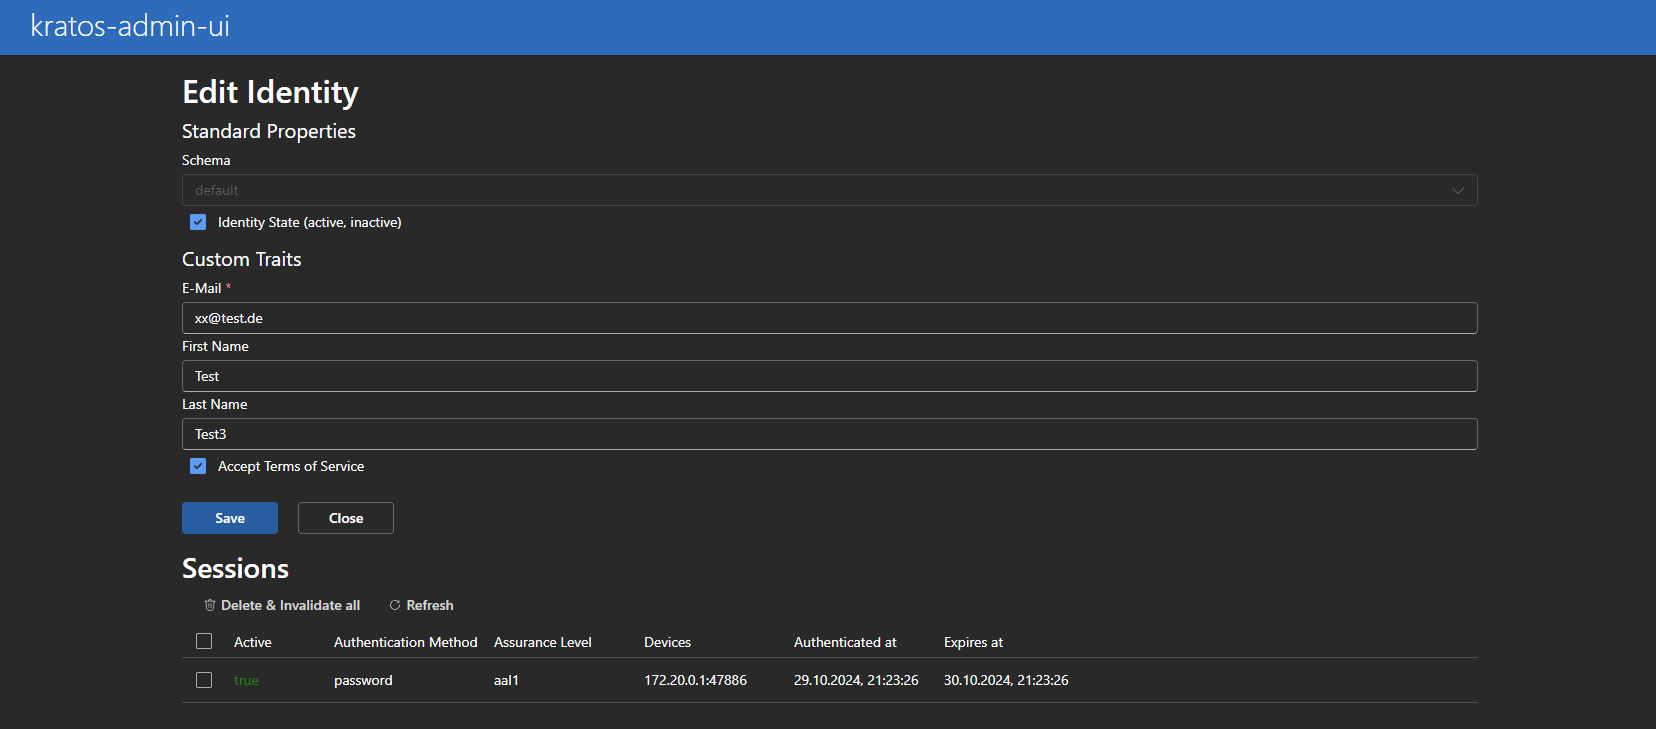 kratos-admin-ui
Edit Identity
Standard Properties
Schema
default
Identity State (active, inactive)
Custom Traits
E-Mail *
xx@test.de
First Name
Test
Last Name
Test3
Accept Terms of Service
Save Close
Sessions
Delete & Invalidate all Refresh
Active Authentication Method Assurance Level Devices Authenticated at Expires at
true password aal1 172.20.0.1:47886 29.10.2024, 21:23:26 30.10.2024, 21:23:26